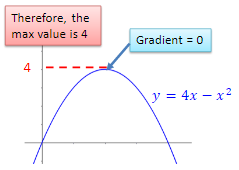 Therefore, the
max value is 4
Gradient = 0
4
y = 4x − x²